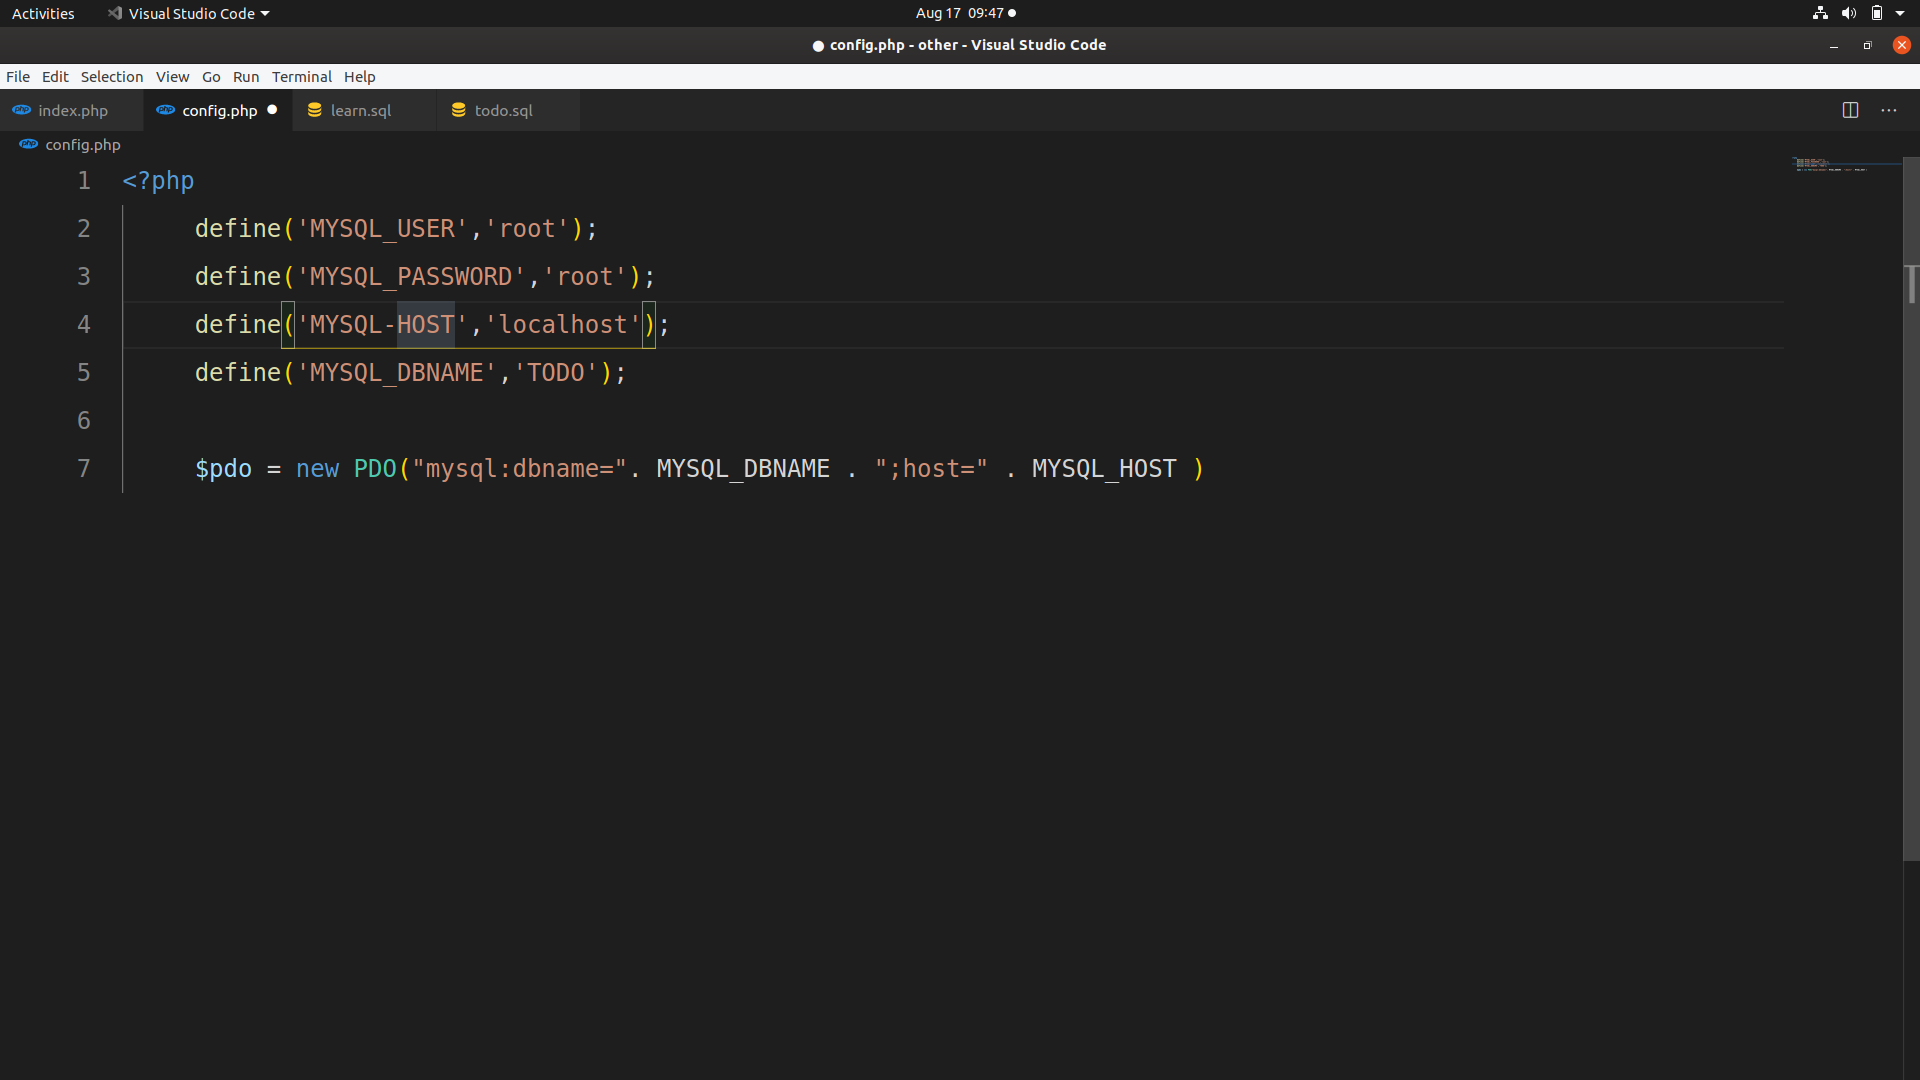 Activities Visual Studio Code Aug 17 09:47
config.php - other - Visual Studio Code
File Edit Selection View Go Run Terminal Help
index.php config.php learn.sql todo.sql
config.php
1 <?php
2 define('MYSQL_USER','root');
3 define('MYSQL_PASSWORD','root');
4 define('MYSQL-HOST','localhost');
5 define('MYSQL_DBNAME','TODO');
6
7 $pdo = new PDO("mysql:dbname=". MYSQL_DBNAME . ";host=" . MYSQL_HOST )